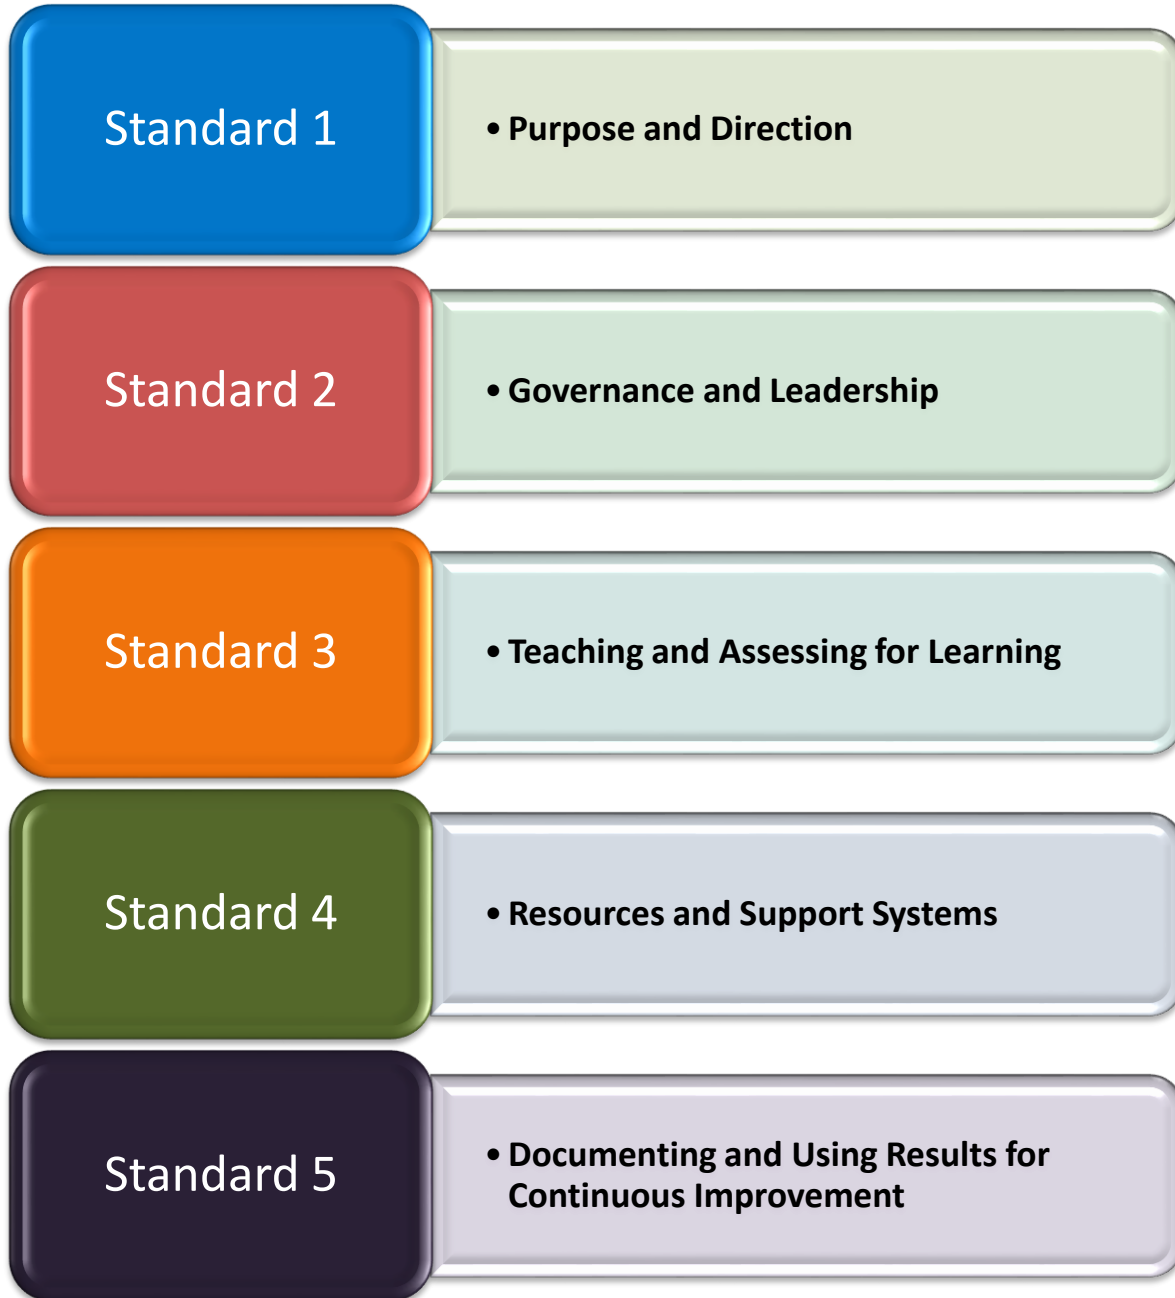 Standard 1
• Purpose and Direction
Standard 2
• Governance and Leadership
Standard 3
• Teaching and Assessing for Learning
Standard 4
• Resources and Support Systems
Standard 5
• Documenting and Using Results for
Continuous Improvement